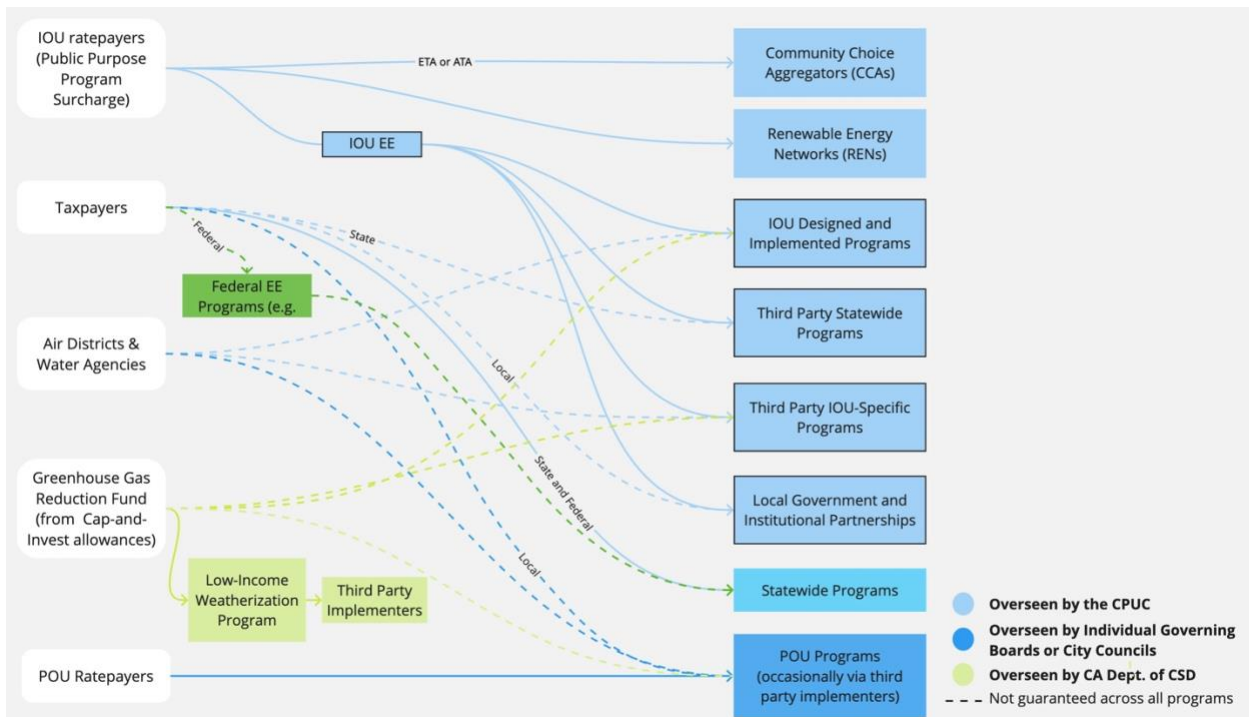 IOU ratepayers
(Public Purpose
Program
Surcharge)
ETA or ATA
Community Choice
Aggregators (CCAs)
IOU EE
Renewable Energy
Networks (RENs)
Taxpayers
Federal
State
IOU Designed and
Implemented Programs
Federal EE
Programs (e.g.
Third Party Statewide
Programs
Air Districts &
Water Agencies
Local
Third Party IOU-Specific
Programs
Greenhouse Gas
Reduction Fund
(from Cap-and-
Invest allowances)
State and Federal
Local Government and
Institutional Partnerships
Low-Income
Weatherization
Program
Third Party
Implementers
Local
Statewide Programs
POU Ratepayers
POU Programs
(occasionally via third
party implementers)
Overseen by the CPUC
Overseen by Individual Governing
Boards or City Councils
Overseen by CA Dept. of CSD
Not guaranteed across all programs